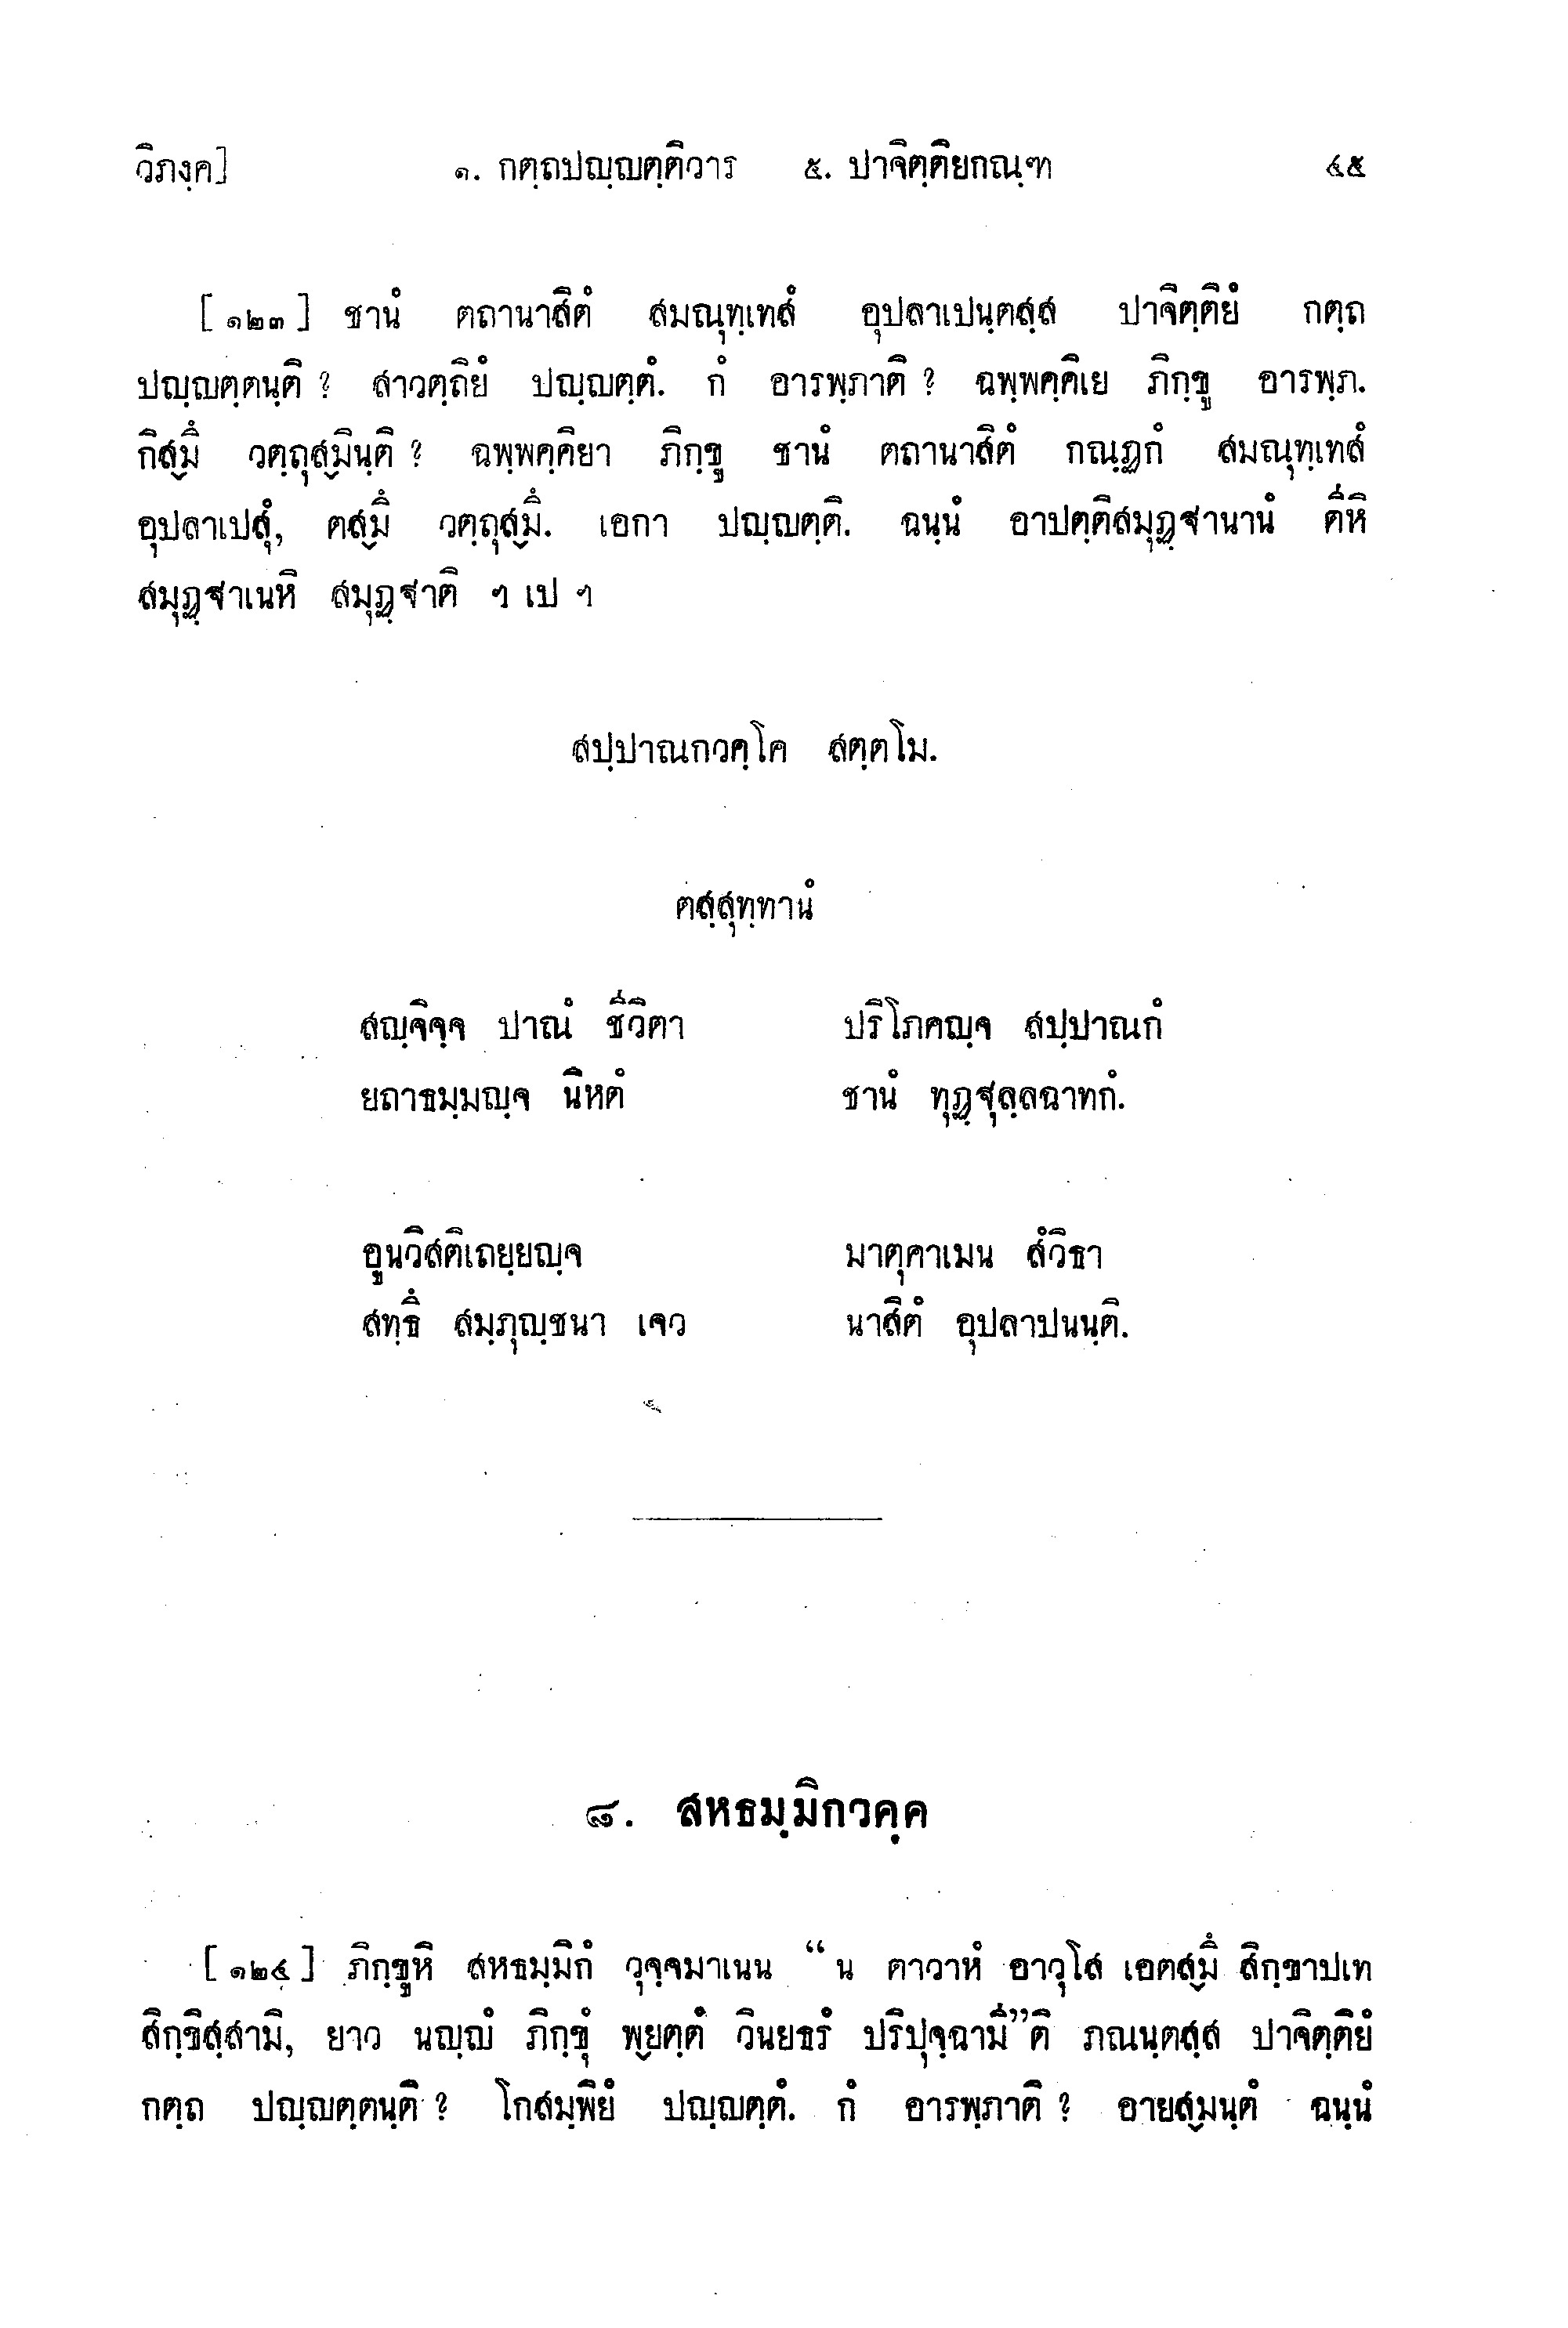 วิภงฺค] ๑. กตฺถปญฺญตฺติวาร ๕. ปาจิตฺติยกณฺฑ ๔๕
[๑๒๓] ชานํ ตถานาสิตํ สมณุทฺเทสํ อุปลาเปนฺตสฺส ปาจิตฺติยํ กตฺถ
ปญฺญตฺตนฺติ ? สาวตฺถิยํ ปญฺญตฺตํ. กํ อารพฺภาติ ? ฉพฺพคฺคิเย ภิกฺขู อารพฺภ.
กิสฺมึ วตฺถุสฺมินฺติ ? ฉพฺพคฺคิยา ภิกฺขู ชานํ ตถานาสิตํ กณฺฏกํ สมณุทฺเทสํ
อุปลาเปสุํ, ตสฺมึ วตฺถุสฺมึ. เอกา ปญฺญตฺติ. ฉนฺนํ อาปตฺติสมุฏฺฐานานํ ตีหิ
สมุฏฺฐาเนหิ สมุฏฺฐาติ ฯ เป ฯ
สปฺปาณกวคฺโค สตฺตโม.
ตสฺสุทฺทานํ
สญฺจิจฺจ ปาณํ ชีวิตา ปริโภคญฺจ สปฺปาณกํ
ยถาธมฺมญฺจ นิหตํ ชานํ ทุฏฺฐุลฺลฉาทกํ.
อูนวีสติเถยฺยญฺจ มาตุคาเมน สํวิธา
สทฺธึ สมฺภุญฺชนา เจว นาสิตํ อุปลาปนนฺติ.
๘. สหธมฺมิกวคฺค
[๑๒๔] ภิกฺขูหิ สหธมฺมิกํ วุจฺจมาเนน “น ตาวาหํ อาวุโส เอตสฺมึ สิกฺขาปเท
สิกฺขิสฺสามิ, ยาว นญฺญํ ภิกฺขุํ พฺยตฺตํ วินยธรํ ปริปุจฺฉามี”ติ ภณนฺตสฺส ปาจิตฺติยํ
กตฺถ ปญฺญตฺตนฺติ ? โกสมฺพิยํ ปญฺญตฺตํ. กํ อารพฺภาติ ? อายสฺมนฺตํ ฉนฺนํ